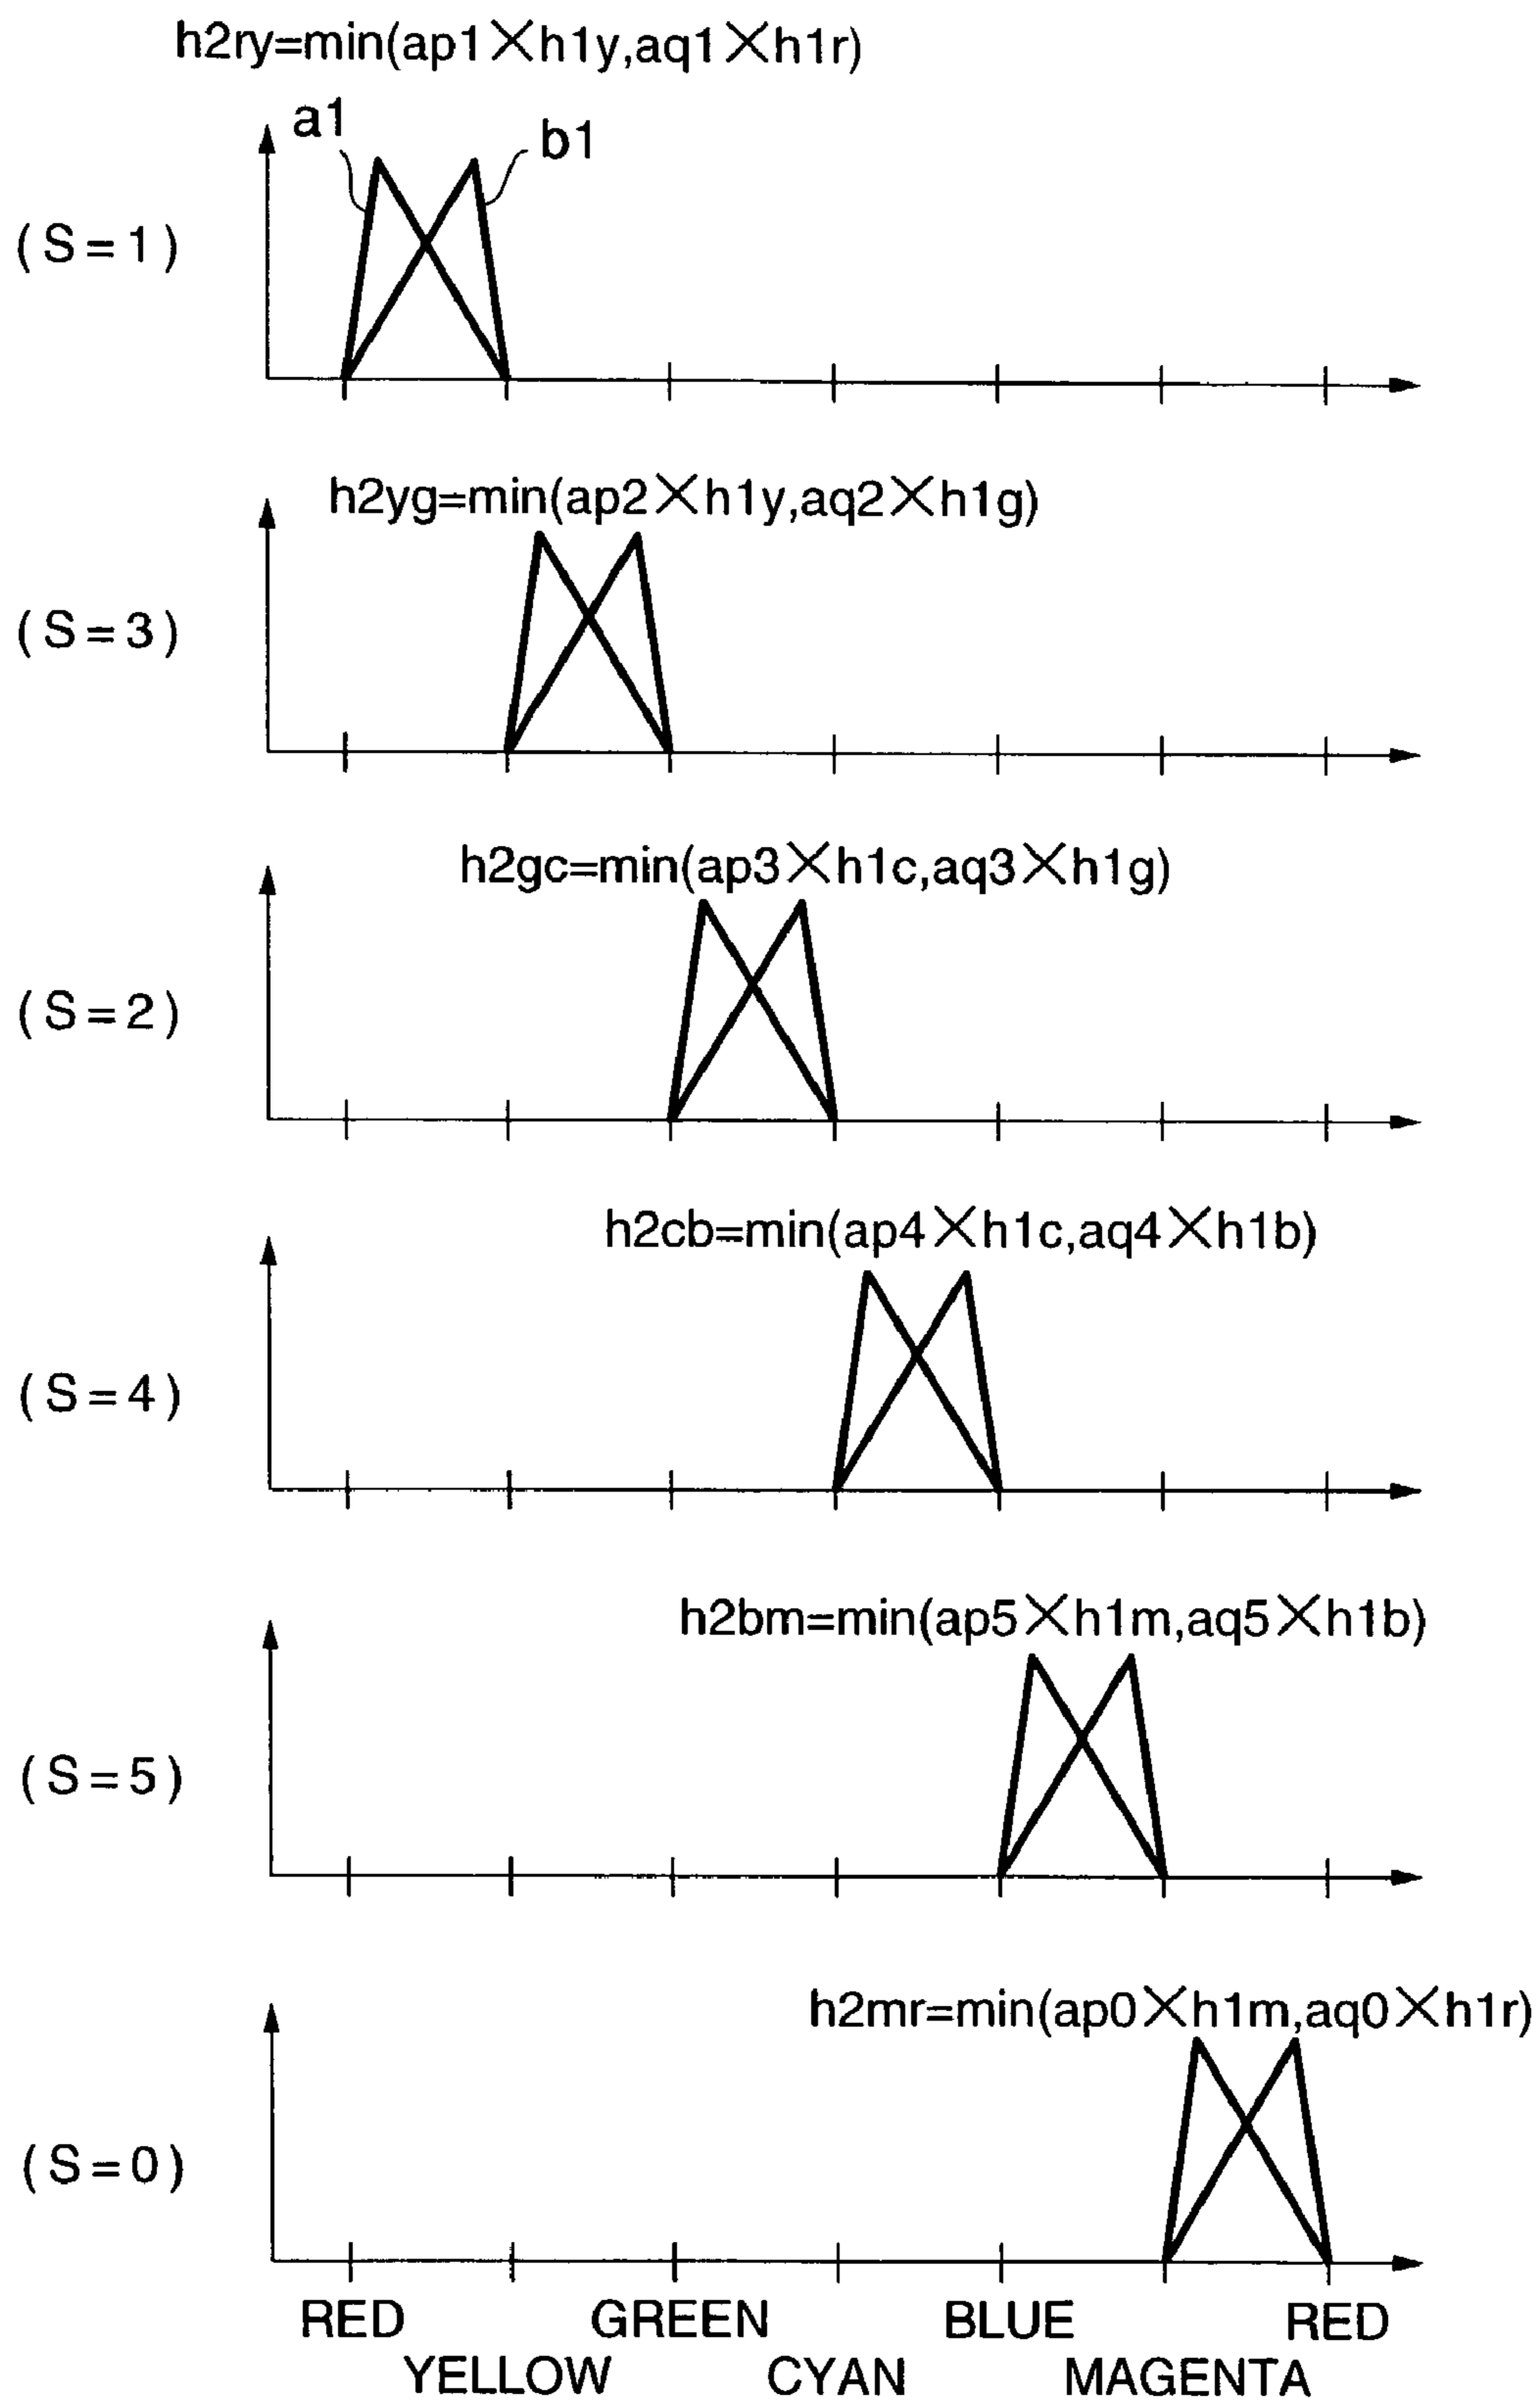 h2ry=min(ap1×h1y,aq1×h1r)
a1
b1
(S=1)
h2yg=min(ap2×h1y,aq2×h1g)
(S=3)
h2gc=min(ap3×h1c,aq3×h1g)
(S=2)
h2cb=min(ap4×h1c,aq4×h1b)
(S=4)
h2bm=min(ap5×h1m,aq5×h1b)
(S=5)
h2mr=min(ap0×h1m,aq0×h1r)
(S=0)
RED GREEN BLUE RED
YELLOW CYAN MAGENTA